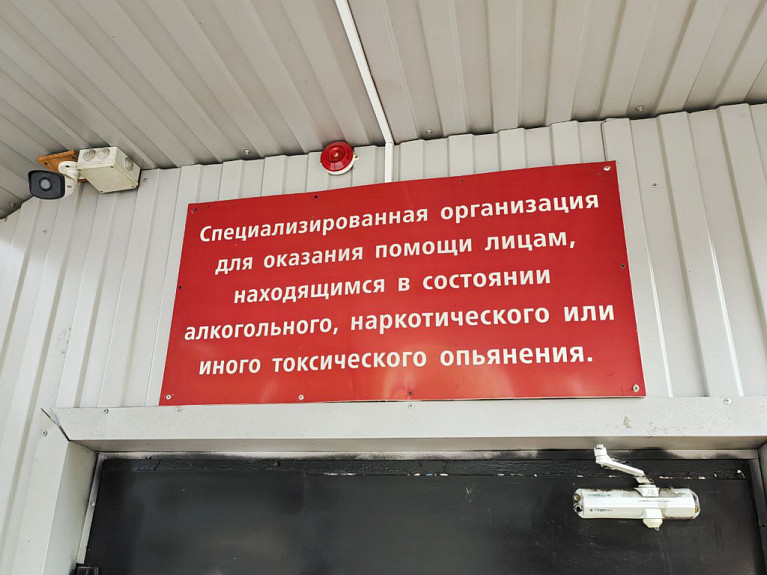 Специализированная организация
для оказания помощи лицам,
находящимся в состоянии
алкогольного, наркотического или
иного токсического опьянения.